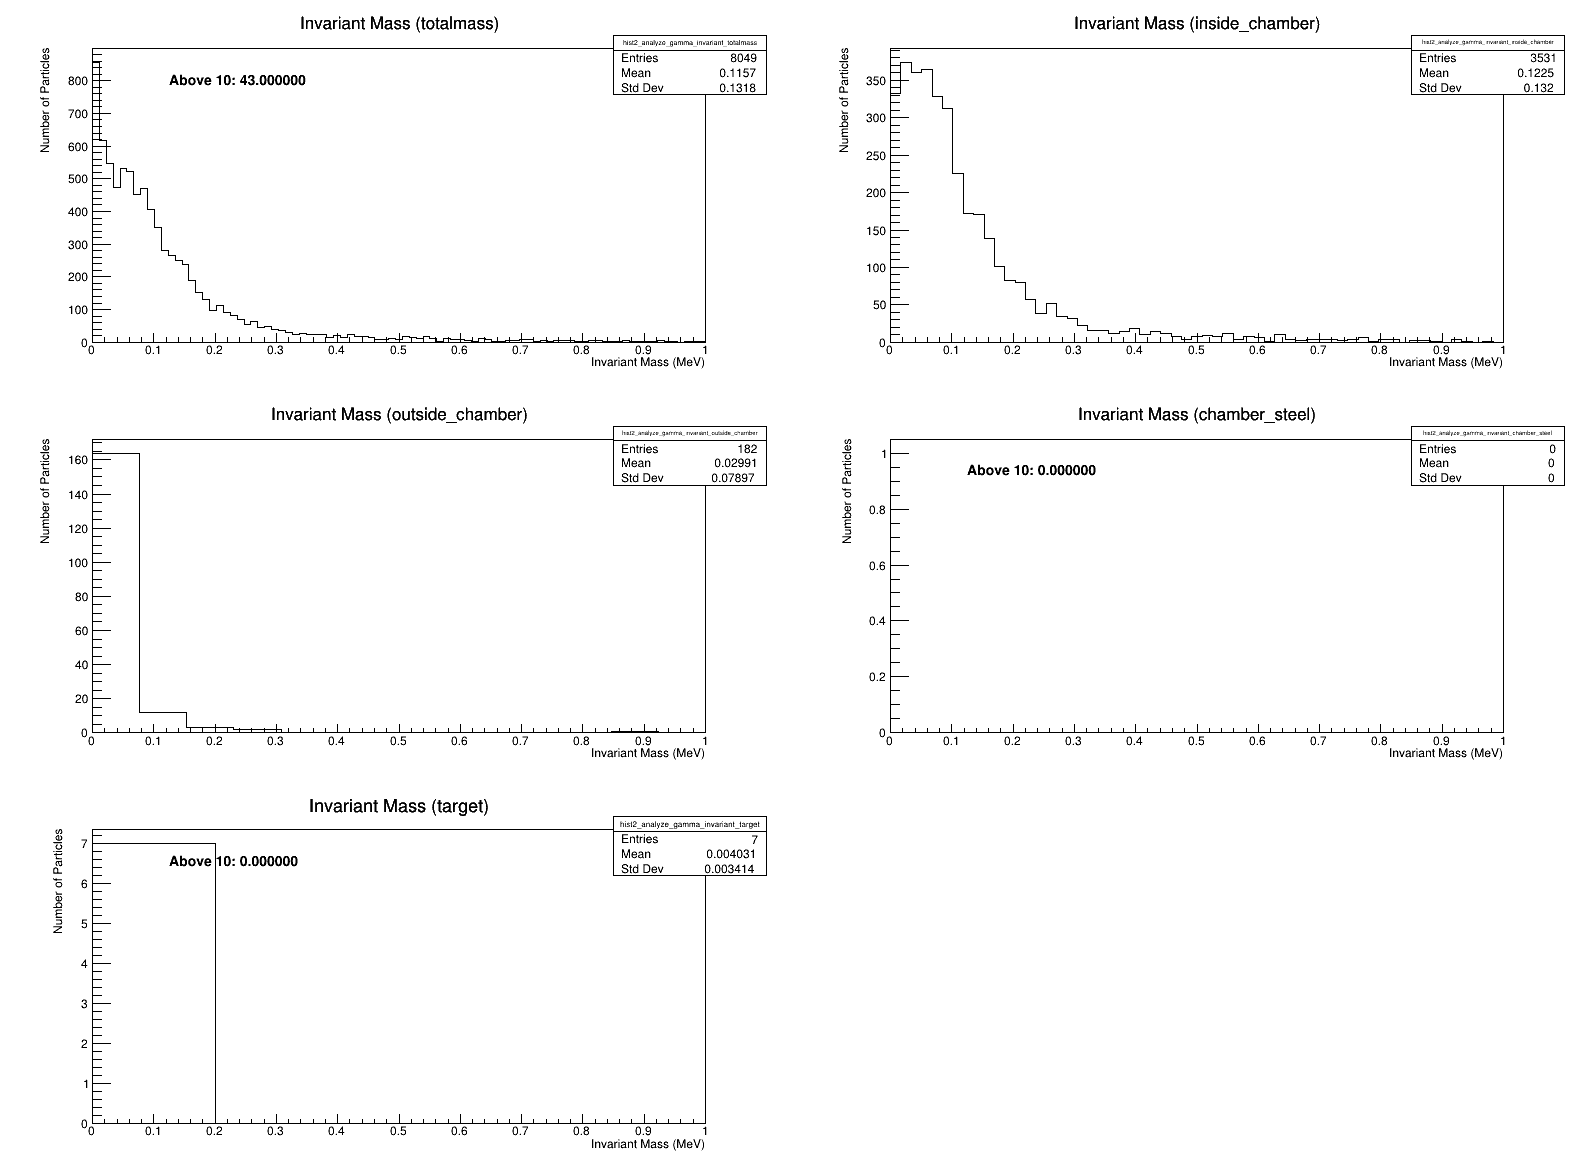 Invariant Mass (totalmass)
Number of Particles
hist2_analyze_gamma_invariant_totalmass
Entries 8049
Mean 0.1157
Std Dev 0.1318
Above 10: 43.000000
800
700
600
500
400
300
200
100
0
0 0.1 0.2 0.3 0.4 0.5 0.6 0.7 0.8 0.9 1
Invariant Mass (MeV)
Invariant Mass (inside_chamber)
Number of Particles
hist2_analyze_gamma_invariant_inside_chamber
Entries 3531
Mean 0.1225
Std Dev 0.132
350
300
250
200
150
100
50
0
0 0.1 0.2 0.3 0.4 0.5 0.6 0.7 0.8 0.9 1
Invariant Mass (MeV)
Invariant Mass (outside_chamber)
Number of Particles
hist2_analyze_gamma_invariant_outside_chamber
Entries 182
Mean 0.02991
Std Dev 0.07897
160
140
120
100
80
60
40
20
0
0 0.1 0.2 0.3 0.4 0.5 0.6 0.7 0.8 0.9 1
Invariant Mass (MeV)
Invariant Mass (chamber_steel)
Number of Particles
hist2_analyze_gamma_invariant_chamber_steel
Entries 0
Mean 0
Std Dev 0
Above 10: 0.000000
1
0.8
0.6
0.4
0.2
0
0 0.1 0.2 0.3 0.4 0.5 0.6 0.7 0.8 0.9 1
Invariant Mass (MeV)
Invariant Mass (target)
Number of Particles
hist2_analyze_gamma_invariant_target
Entries 7
Mean 0.004031
Std Dev 0.003414
Above 10: 0.000000
7
6
5
4
3
2
1
0
0 0.1 0.2 0.3 0.4 0.5 0.6 0.7 0.8 0.9 1
Invariant Mass (MeV)